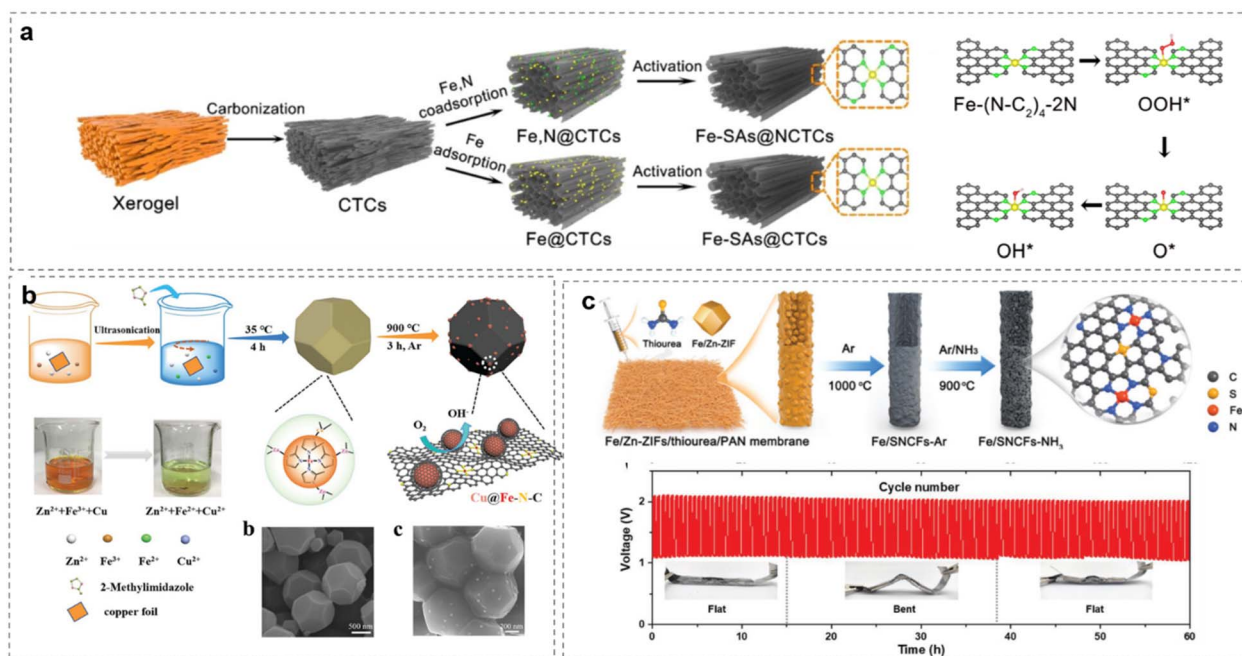 a
Xerogel
Carbonization
CTCs
Fe,N
coadsorption
Fe
adsorption
Fe,N@CTCs
Fe@CTCs
Activation
Activation
Fe-SAs@NCTCs
Fe-SAs@CTCs
Fe-(N-C₂)₄-2N
OOH*
OH*
O*
b
Ultrasonication
35 °C
4 h
900 °C
3 h, Ar
O₂
OH⁻
Cu@Fe-N-C
Zn²⁺+Fe³⁺+Cu
Zn²⁺+Fe²⁺+Cu²⁺
Zn²⁺ Fe³⁺ Fe²⁺ Cu²⁺
2-Methylimidazole
copper foil
b
500 nm
c
200 nm
c
Thiourea
Fe/Zn-ZIF
Fe/Zn-ZIFs/thiourea/PAN membrane
Ar
1000 °C
Fe/SNCFs-Ar
Ar/NH₃
900 °C
Fe/SNCFs-NH₃
C
S
Fe
N
Cycle number
Voltage (V)
2
1
0
Flat
Bent
Flat
0 10 20 30 40 50 60
Time (h)